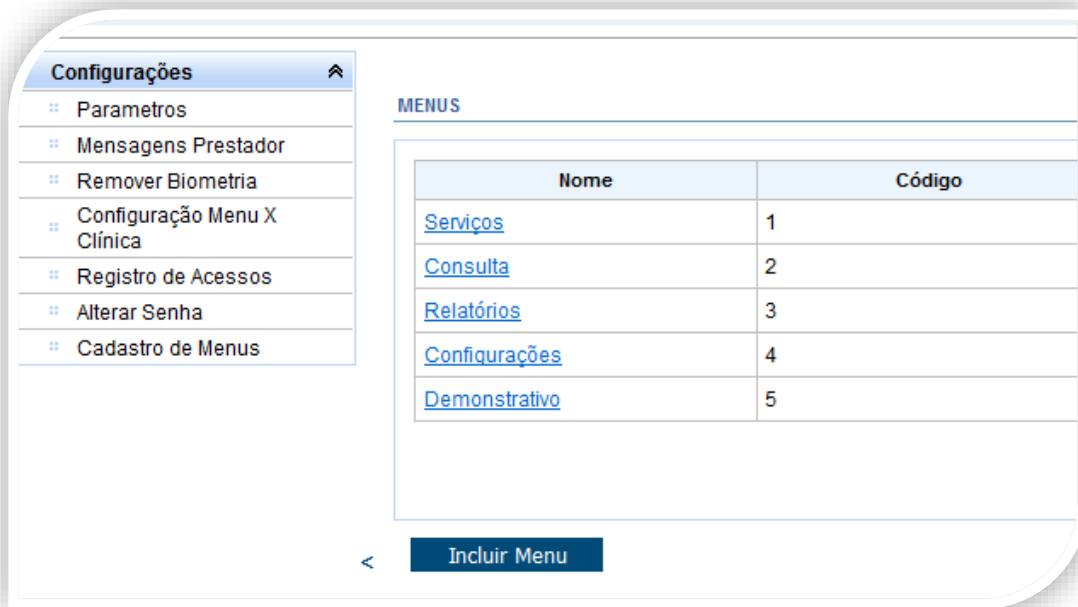 Configurações
Parametros
Mensagens Prestador
Remover Biometria
Configuração Menu X
Clínica
Registro de Acessos
Alterar Senha
Cadastro de Menus
MENUS
Nome Código
Serviços 1
Consulta 2
Relatórios 3
Configurações 4
Demonstrativo 5
<
Incluir Menu